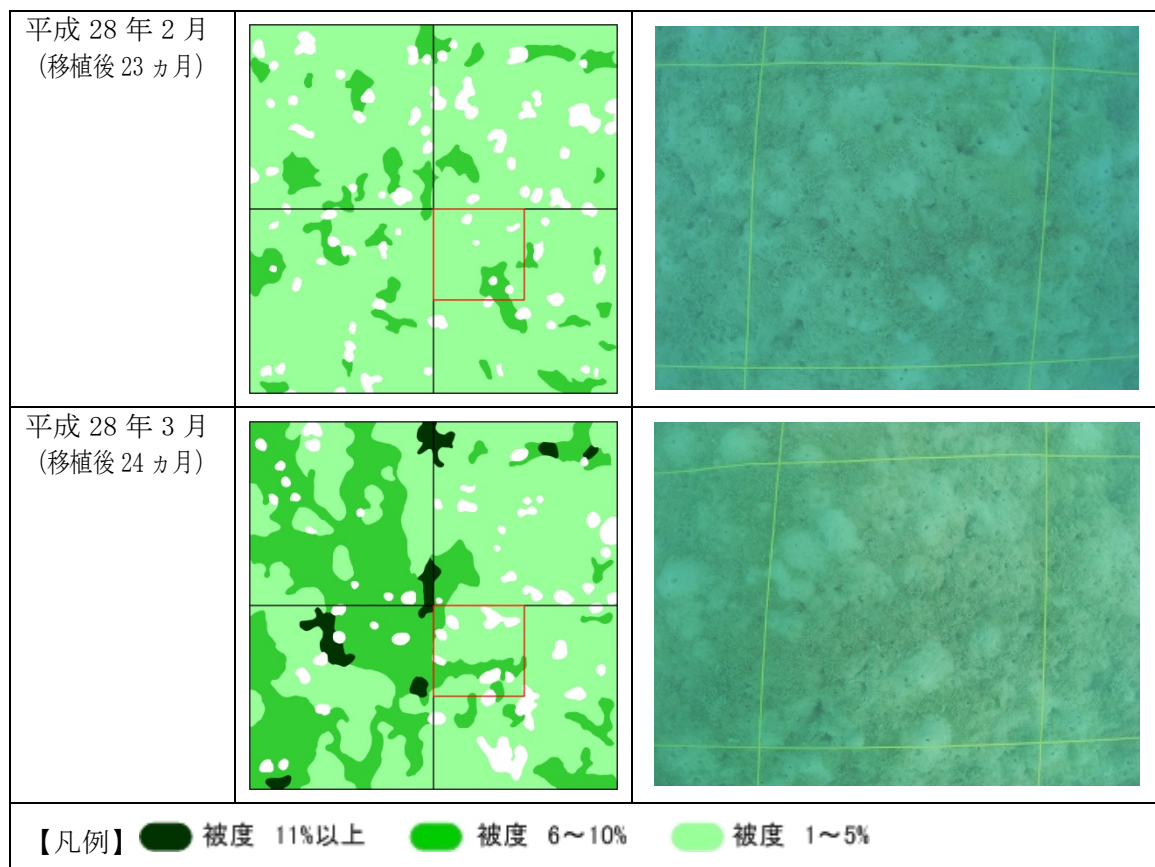 平成 28 年 2 月
(移植後 23 ヵ月)
平成 28 年 3 月
(移植後 24 ヵ月)
【凡例】 被度 11%以上 被度 6～10% 被度 1～5%